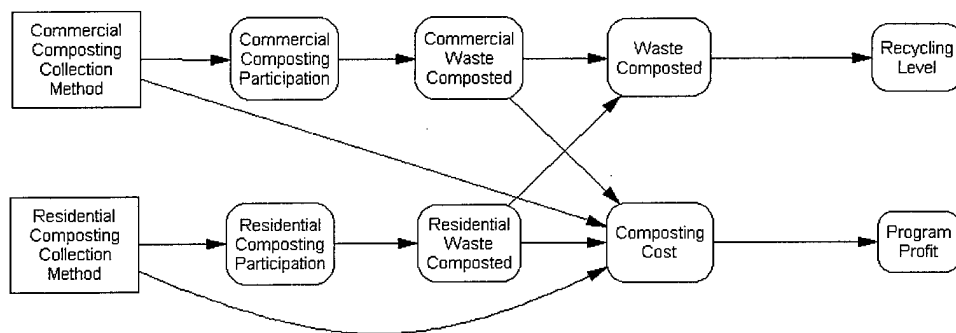 Commercial
Composting
Collection
Method
Commercial
Composting
Participation
Commercial
Waste
Composted
Waste
Composted
Recycling
Level
Residential
Composting
Collection
Method
Residential
Composting
Participation
Residential
Waste
Composted
Composting
Cost
Program
Profit